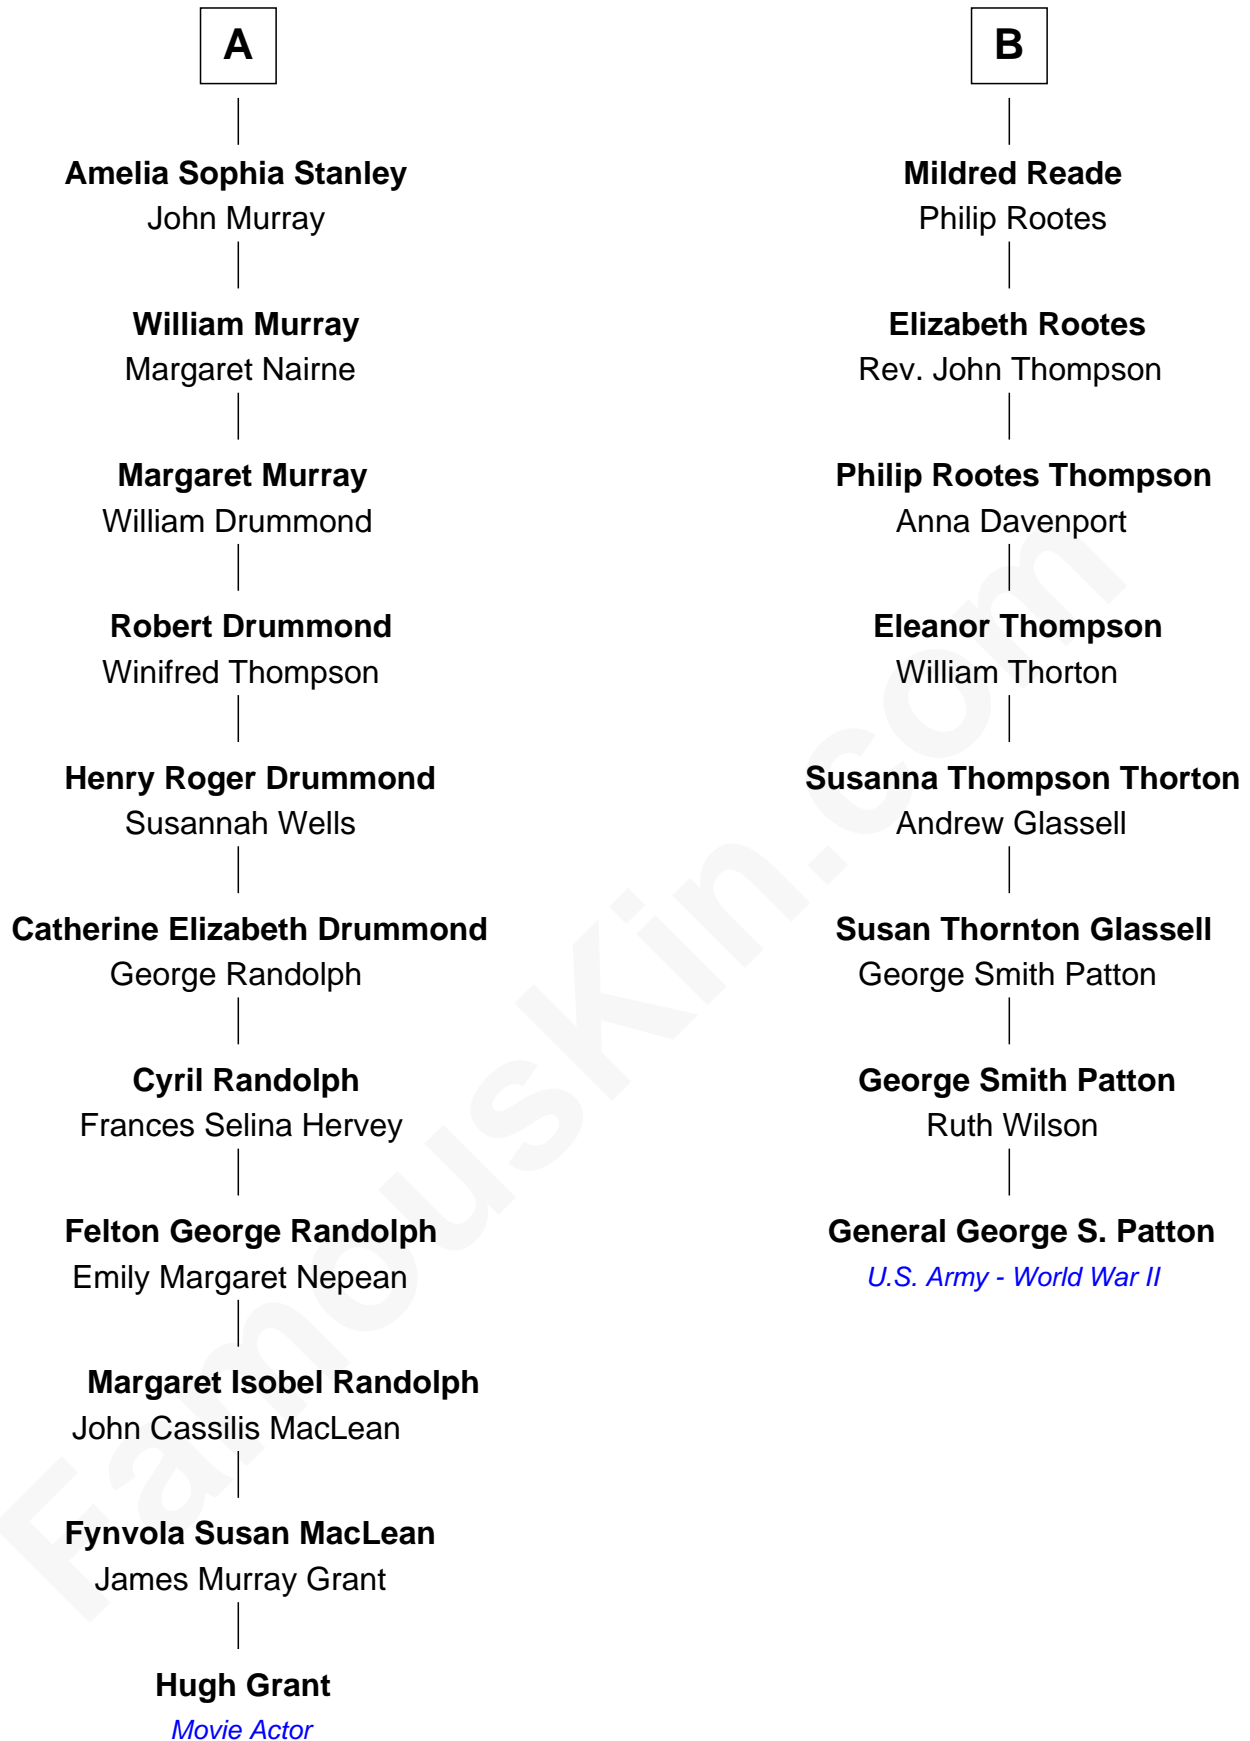 A
Amelia Sophia Stanley
John Murray
William Murray
Margaret Nairne
Margaret Murray
William Drummond
Robert Drummond
Winifred Thompson
Henry Roger Drummond
Susannah Wells
Catherine Elizabeth Drummond
George Randolph
Cyril Randolph
Frances Selina Hervey
Felton George Randolph
Emily Margaret Nepean
Margaret Isobel Randolph
John Cassilis MacLean
Fynvola Susan MacLean
James Murray Grant
Hugh Grant
Movie Actor
B
Mildred Reade
Philip Rootes
Elizabeth Rootes
Rev. John Thompson
Philip Rootes Thompson
Anna Davenport
Eleanor Thompson
William Thorton
Susanna Thompson Thorton
Andrew Glassell
Susan Thornton Glassell
George Smith Patton
George Smith Patton
Ruth Wilson
General George S. Patton
U.S. Army - World War II
FamousKin.com